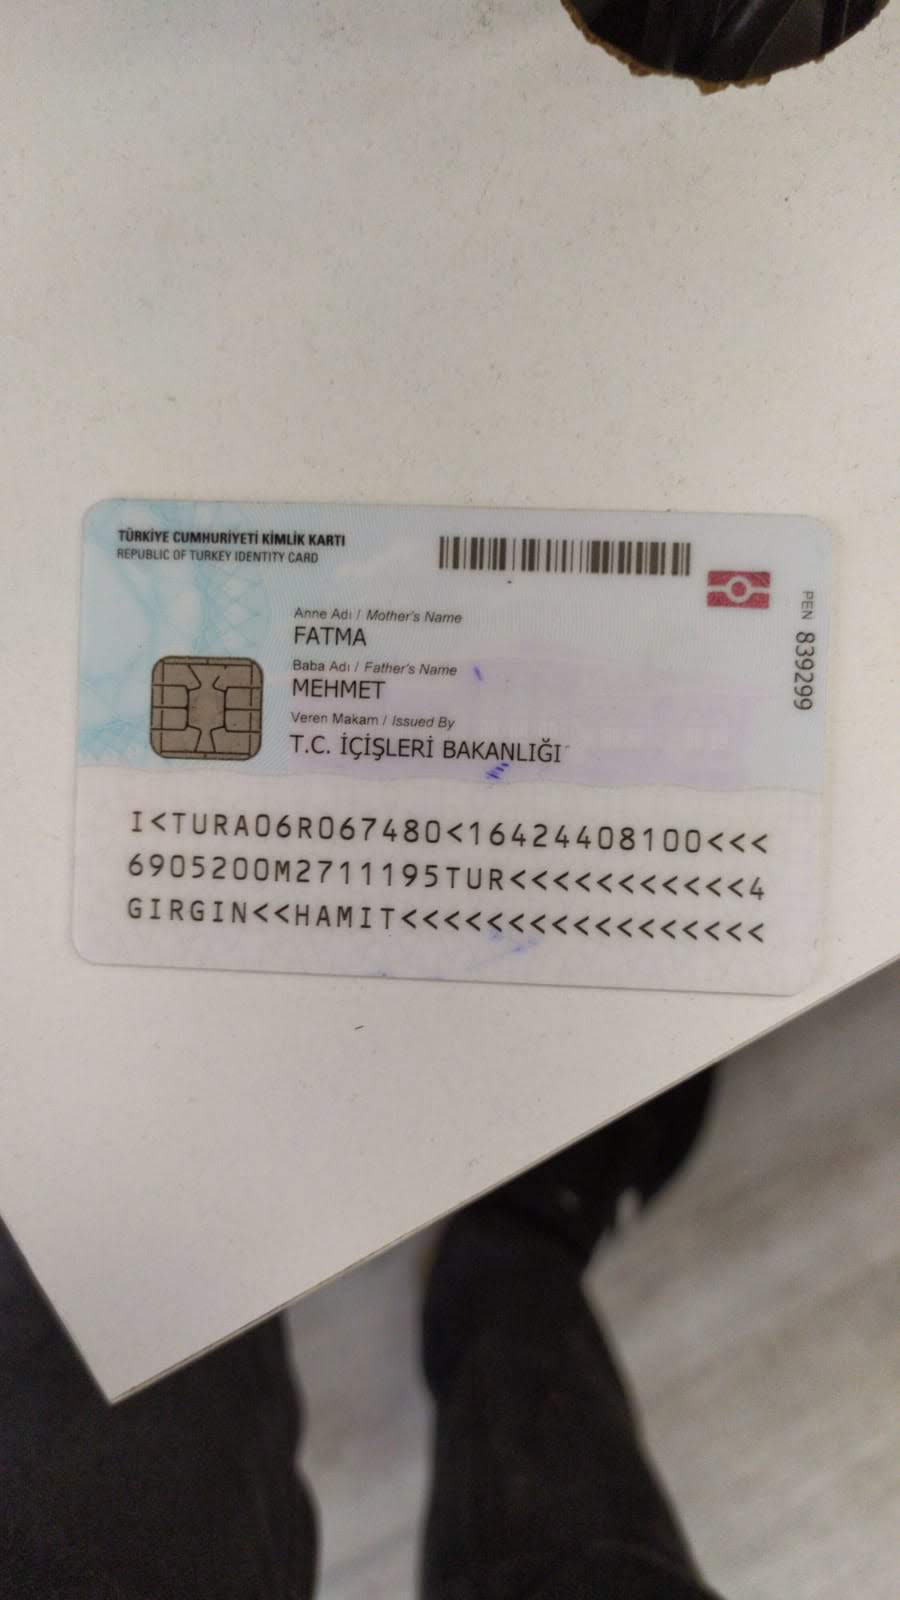 TÜRKİYE CUMHURİYETİ KİMLİK KARTI
REPUBLIC OF TURKEY IDENTITY CARD
Anne Adı / Mother's Name
FATMA
Baba Adı / Father's Name
MEHMET
Veren Makam / Issued By
T.C. İÇİŞLERİ BAKANLIĞI
PEN 839299
I<TURA06R067480<16424408100<<<
6905200M2711195TUR<<<<<<<<<<<4
GIRGIN<<HAMIT<<<<<<<<<<<<<<<<<